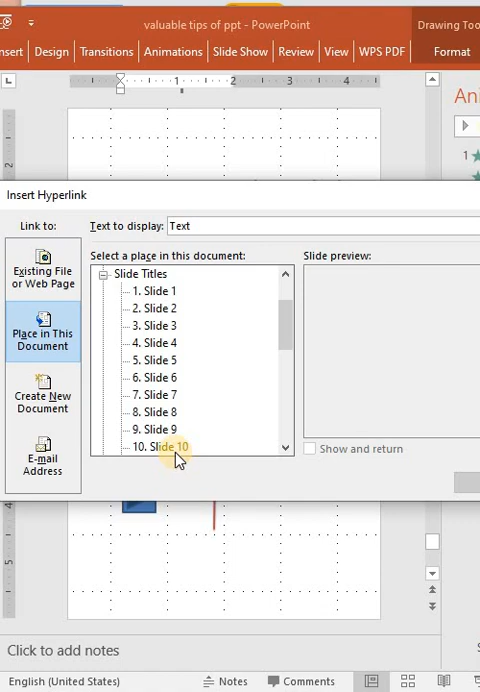 valuable tips of ppt - PowerPoint
Drawing Too
nsert Design Transitions Animations Slide Show Review View WPS PDF Format
1 2 3 4
Ani
1
2
Insert Hyperlink
Link to:
Text to display: Text
Select a place in this document:
Slide preview:
Existing File
or Web Page
Place in This
Document
Create New
Document
E-mail
Address
Slide Titles
1. Slide 1
2. Slide 2
3. Slide 3
4. Slide 4
5. Slide 5
6. Slide 6
7. Slide 7
8. Slide 8
9. Slide 9
10. Slide 10
Show and return
4
5
Click to add notes
English (United States)
Notes
Comments